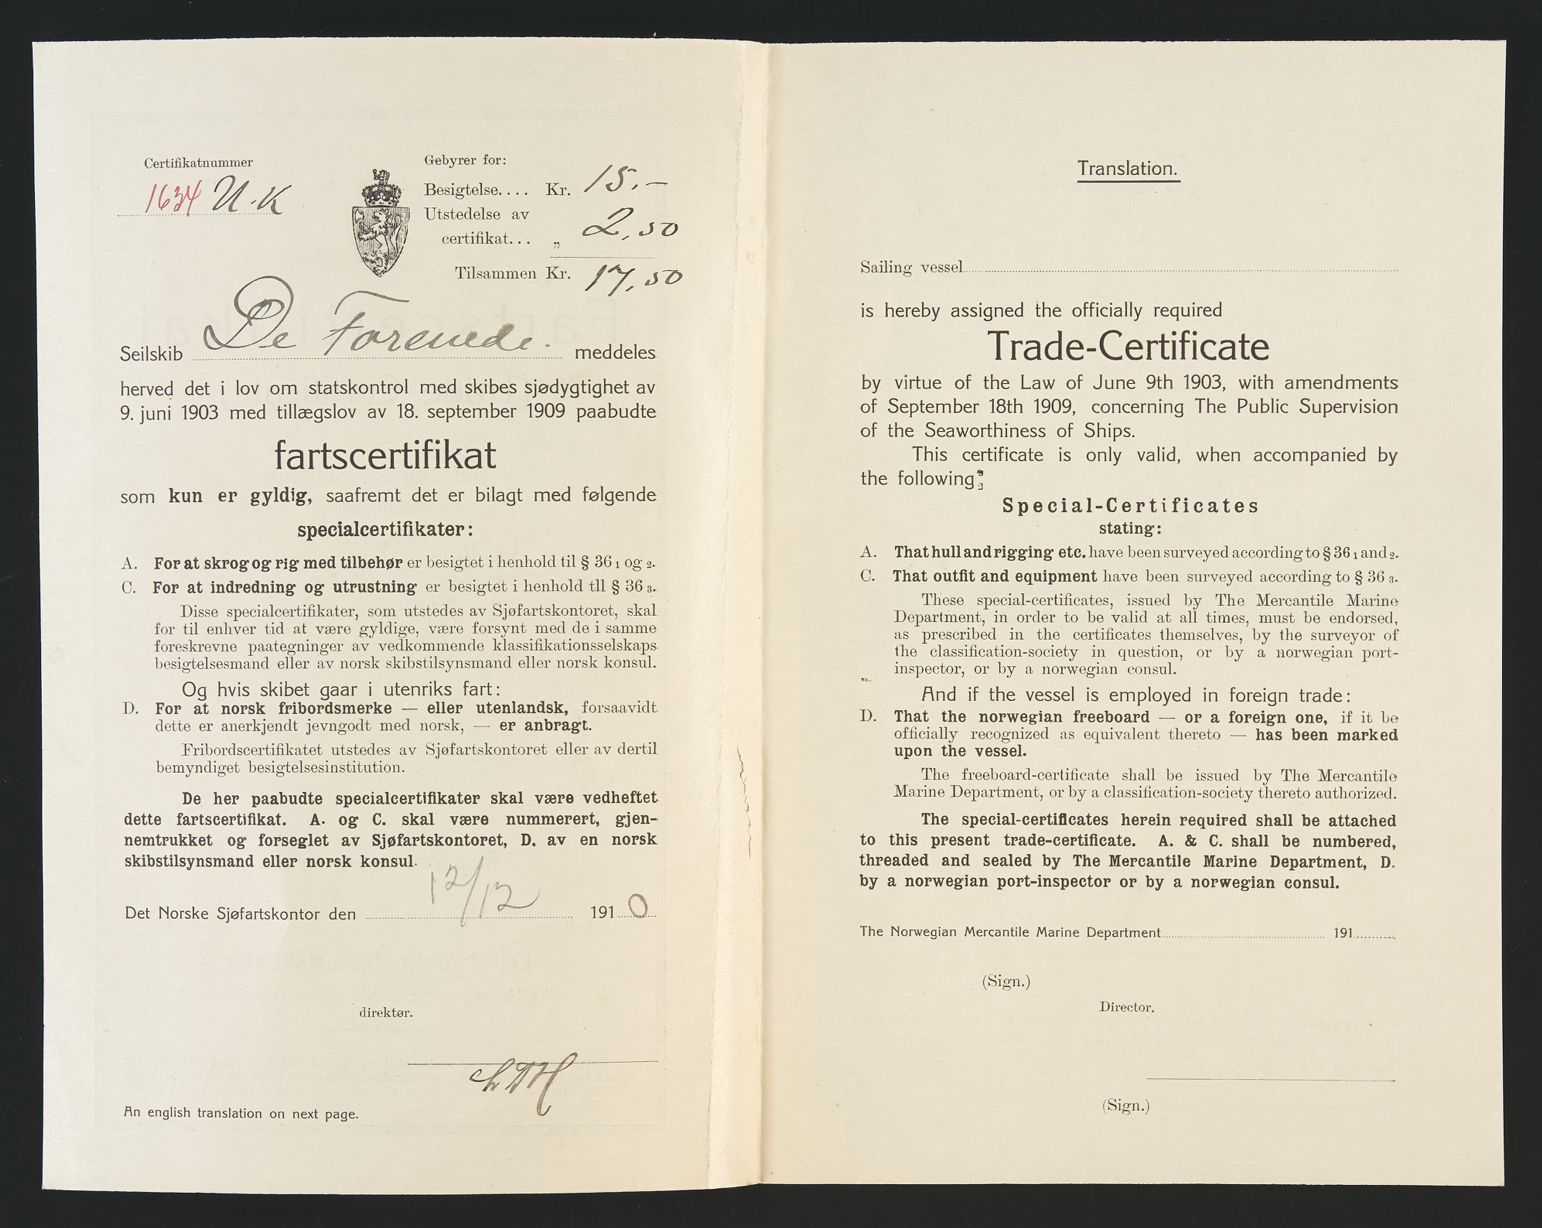 Certifikatnummer
1634 U.K
Gebyrer for:
Besigtelse.... Kr. 15.—
Utstedelse av
certifikat... „ 2,50
Tilsammen Kr. 17,50
Seilskib De Forenede. meddeles
herved det i lov om statskontrol med skibes sjødygtighet av
9. juni 1903 med tillægslov av 18. september 1909 paabudte
fartscertifikat
som kun er gyldig, saafremt det er bilagt med følgende
specialcertifikater:
A. For at skrog og rig med tilbehør er besigtet i henhold til § 36 1 og 2.
C. For at indredning og utrustning er besigtet i henhold tll § 36 3.
Disse specialcertifikater, som utstedes av Sjøfartskontoret, skal
for til enhver tid at være gyldige, være forsynt med de i samme
foreskrevne paategninger av vedkommende klassifikationsselskaps
besigtelsesmand eller av norsk skibstilsynsmand eller norsk konsul.
Og hvis skibet gaar i utenriks fart:
D. For at norsk fribordsmerke — eller utenlandsk, forsaavidt
dette er anerkjendt jevngodt med norsk, — er anbragt.
Fribordscertifikatet utstedes av Sjøfartskontoret eller av dertil
bemyndiget besigtelsesinstitution.
De her paabudte specialcertifikater skal være vedheftet
dette fartscertifikat. A. og C. skal være nummerert, gjen-
nemtrukket og forseglet av Sjøfartskontoret, D. av en norsk
skibstilsynsmand eller norsk konsul.
Det Norske Sjøfartskontor den 12/12 1910
direktør.
An english translation on next page.
Translation.
Sailing vessel
is hereby assigned the officially required
Trade-Certificate
by virtue of the Law of June 9th 1903, with amendments
of September 18th 1909, concerning The Public Supervision
of the Seaworthiness of Ships.
This certificate is only valid, when accompanied by
the following:
Special-Certificates
stating:
A. That hull and rigging etc. have been surveyed according to § 36 1 and 2.
C. That outfit and equipment have been surveyed according to § 36 3.
These special-certificates, issued by The Mercantile Marine
Department, in order to be valid at all times, must be endorsed,
as prescribed in the certificates themselves, by the surveyor of
the classification-society in question, or by a norwegian port-
inspector, or by a norwegian consul.
And if the vessel is employed in foreign trade:
D. That the norwegian freeboard — or a foreign one, if it be
officially recognized as equivalent thereto — has been marked
upon the vessel.
The freeboard-certificate shall be issued by The Mercantile
Marine Department, or by a classification-society thereto authorized.
The special-certificates herein required shall be attached
to this present trade-certificate. A. & C. shall be numbered,
threaded and sealed by The Mercantile Marine Department, D.
by a norwegian port-inspector or by a norwegian consul.
The Norwegian Mercantile Marine Department 191
(Sign.)
Director.
(Sign.)